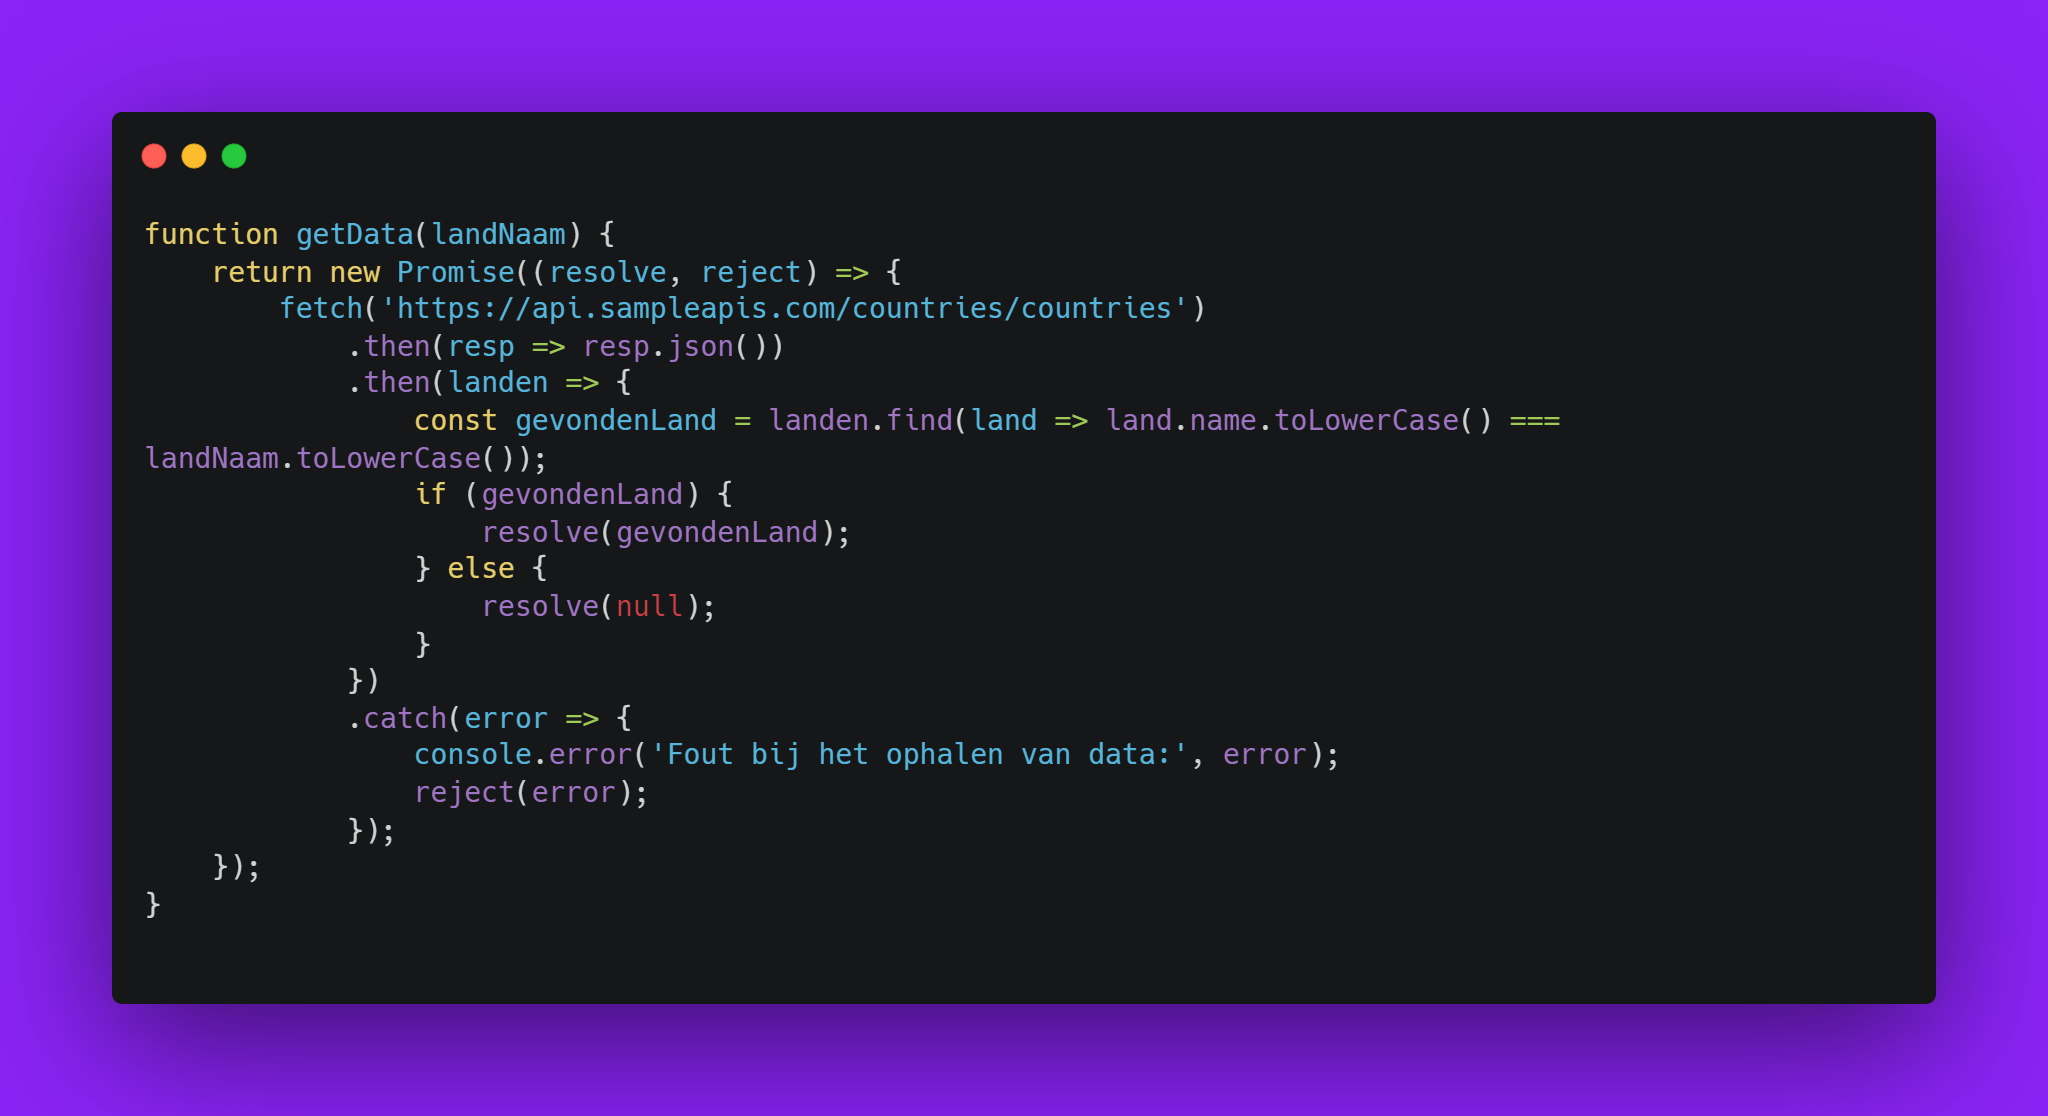 function getData(landNaam) {
    return new Promise((resolve, reject) => {
        fetch('https://api.sampleapis.com/countries/countries')
            .then(resp => resp.json())
            .then(landen => {
                const gevondenLand = landen.find(land => land.name.toLowerCase() ===
landNaam.toLowerCase());
                if (gevondenLand) {
                    resolve(gevondenLand);
                } else {
                    resolve(null);
                }
            })
            .catch(error => {
                console.error('Fout bij het ophalen van data:', error);
                reject(error);
            });
    });
}